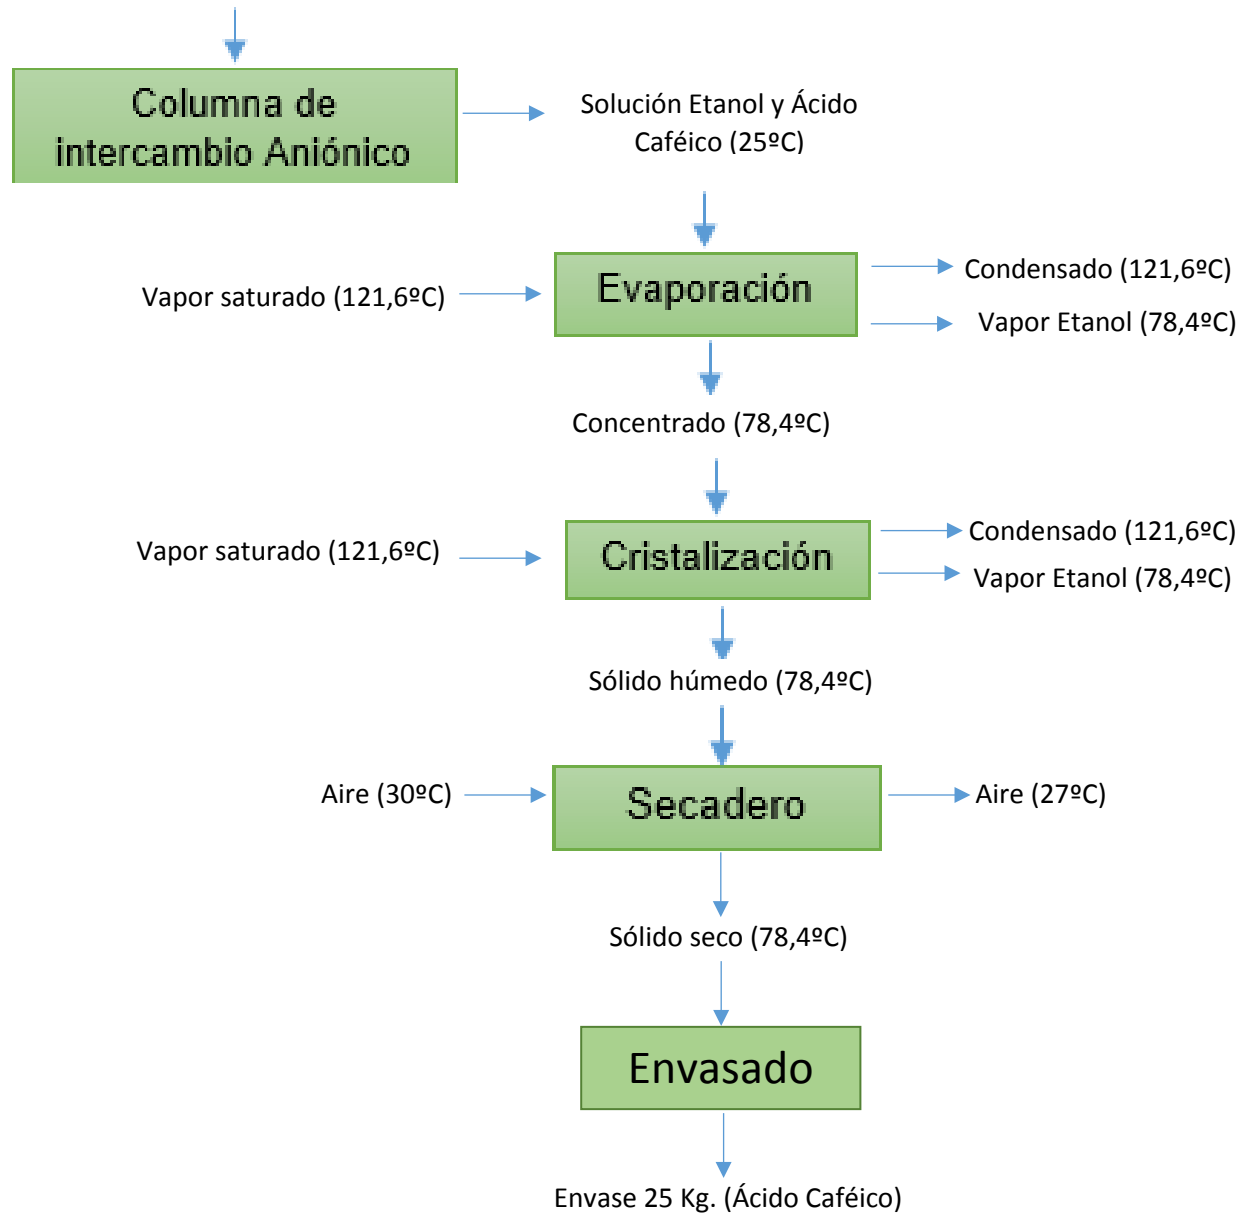 Columna de
intercambio Aniónico
Solución Etanol y Ácido
Caféico (25ºC)
Vapor saturado (121,6ºC)
Evaporación
Condensado (121,6ºC)
Vapor Etanol (78,4ºC)
Concentrado (78,4ºC)
Vapor saturado (121,6ºC)
Cristalización
Condensado (121,6ºC)
Vapor Etanol (78,4ºC)
Sólido húmedo (78,4ºC)
Aire (30ºC)
Secadero
Aire (27ºC)
Sólido seco (78,4ºC)
Envasado
Envase 25 Kg. (Ácido Caféico)